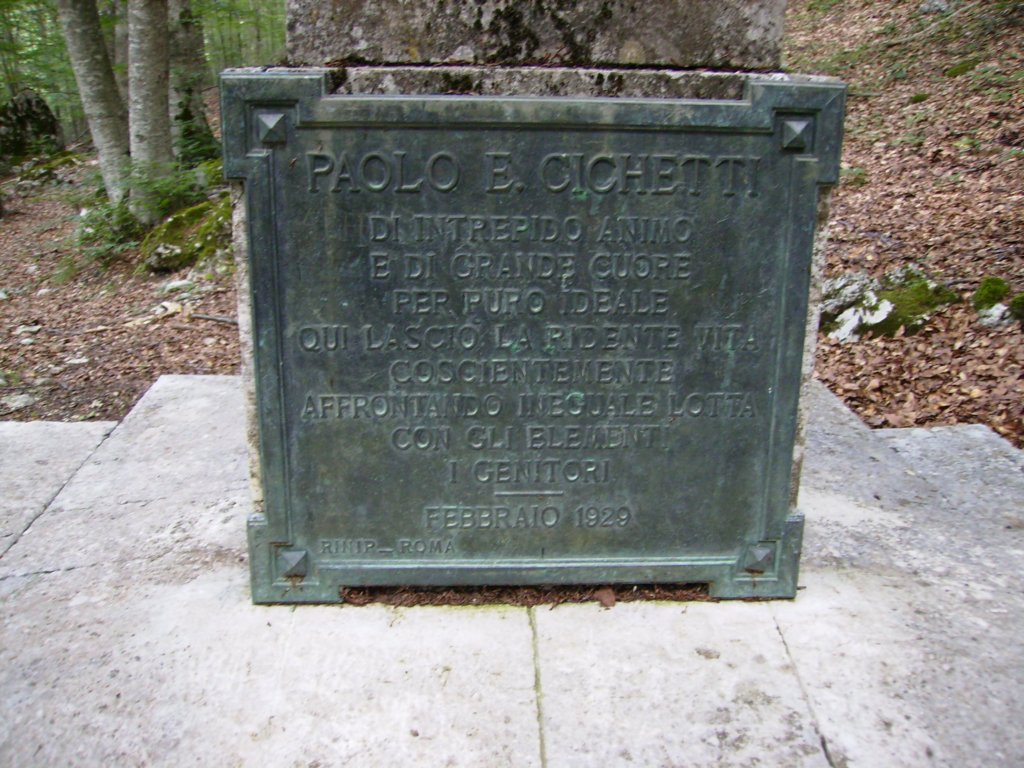 PAOLO E. CICHETTI
DI INTREPIDO ANIMO
E DI GRANDE CUORE
PER PURO IDEALE
QUI LASCIO LA RIDENTE VITA
COSCIENTEMENTE
AFFRONTANDO INEGUALE LOTTA
CON GLI ELEMENTI
I GENITORI
FEBBRAIO 1929
ROMA